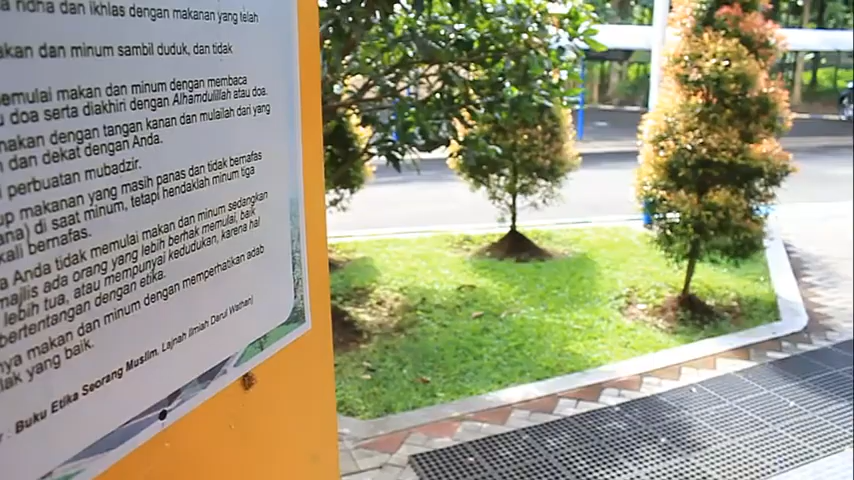 ridha dan ikhlas dengan makanan yang telah
akan dan minum sambil duduk, dan tidak
memulai makan dan minum dengan membaca
doa serta diakhiri dengan Alhamdulillah atau doa.
makan dengan tangan kanan, dan mulailah dari yang
dan dekat dengan Anda.
perbuatan mubadzir.
makanan yang masih panas dan tidak bernafas
di saat minum, tetapi hendaklah minum tiga
kali bernafas.
Anda tidak memulai makan dan minum sedangkan
majlis ada orang yang lebih berhak memulai, baik
lebih tua, atau mempunyai kedudukan, karena hal
bertentangan dengan etika.
makan dan minum dengan memperhatikan adab
yang baik.
Buku Etika Seorang Muslim, Lajnah Ilmiah Darul Wathan)